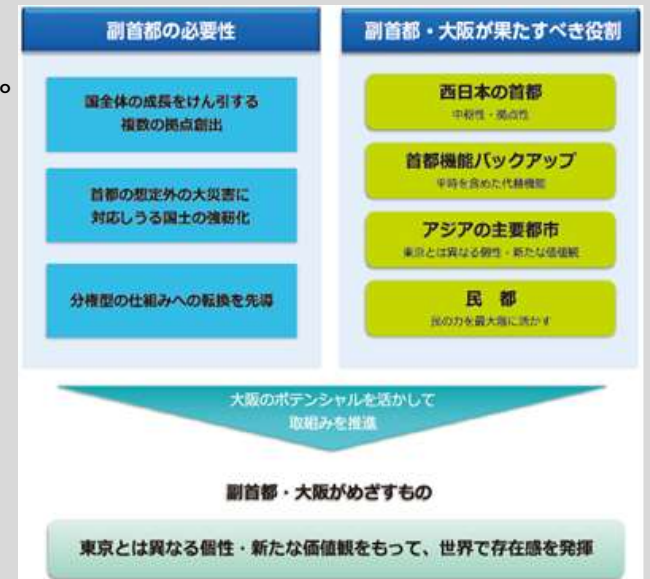 。
副首都の必要性
国全体の成長をけん引する
複数の拠点創出
首都の想定外の大災害に
対応しうる国土の強靭化
分権型の仕組みへの転換を先導
副首都・大阪が果たすべき役割
西日本の首都
中枢性・拠点性
首都機能バックアップ
平時を含めた代替機能
アジアの主要都市
東京とは異なる個性・新たな価値観
民 都
民の力を最大限に活かす
大阪のポテンシャルを活かして
取組みを推進
副首都・大阪がめざすもの
東京とは異なる個性・新たな価値観をもって、世界で存在感を発揮